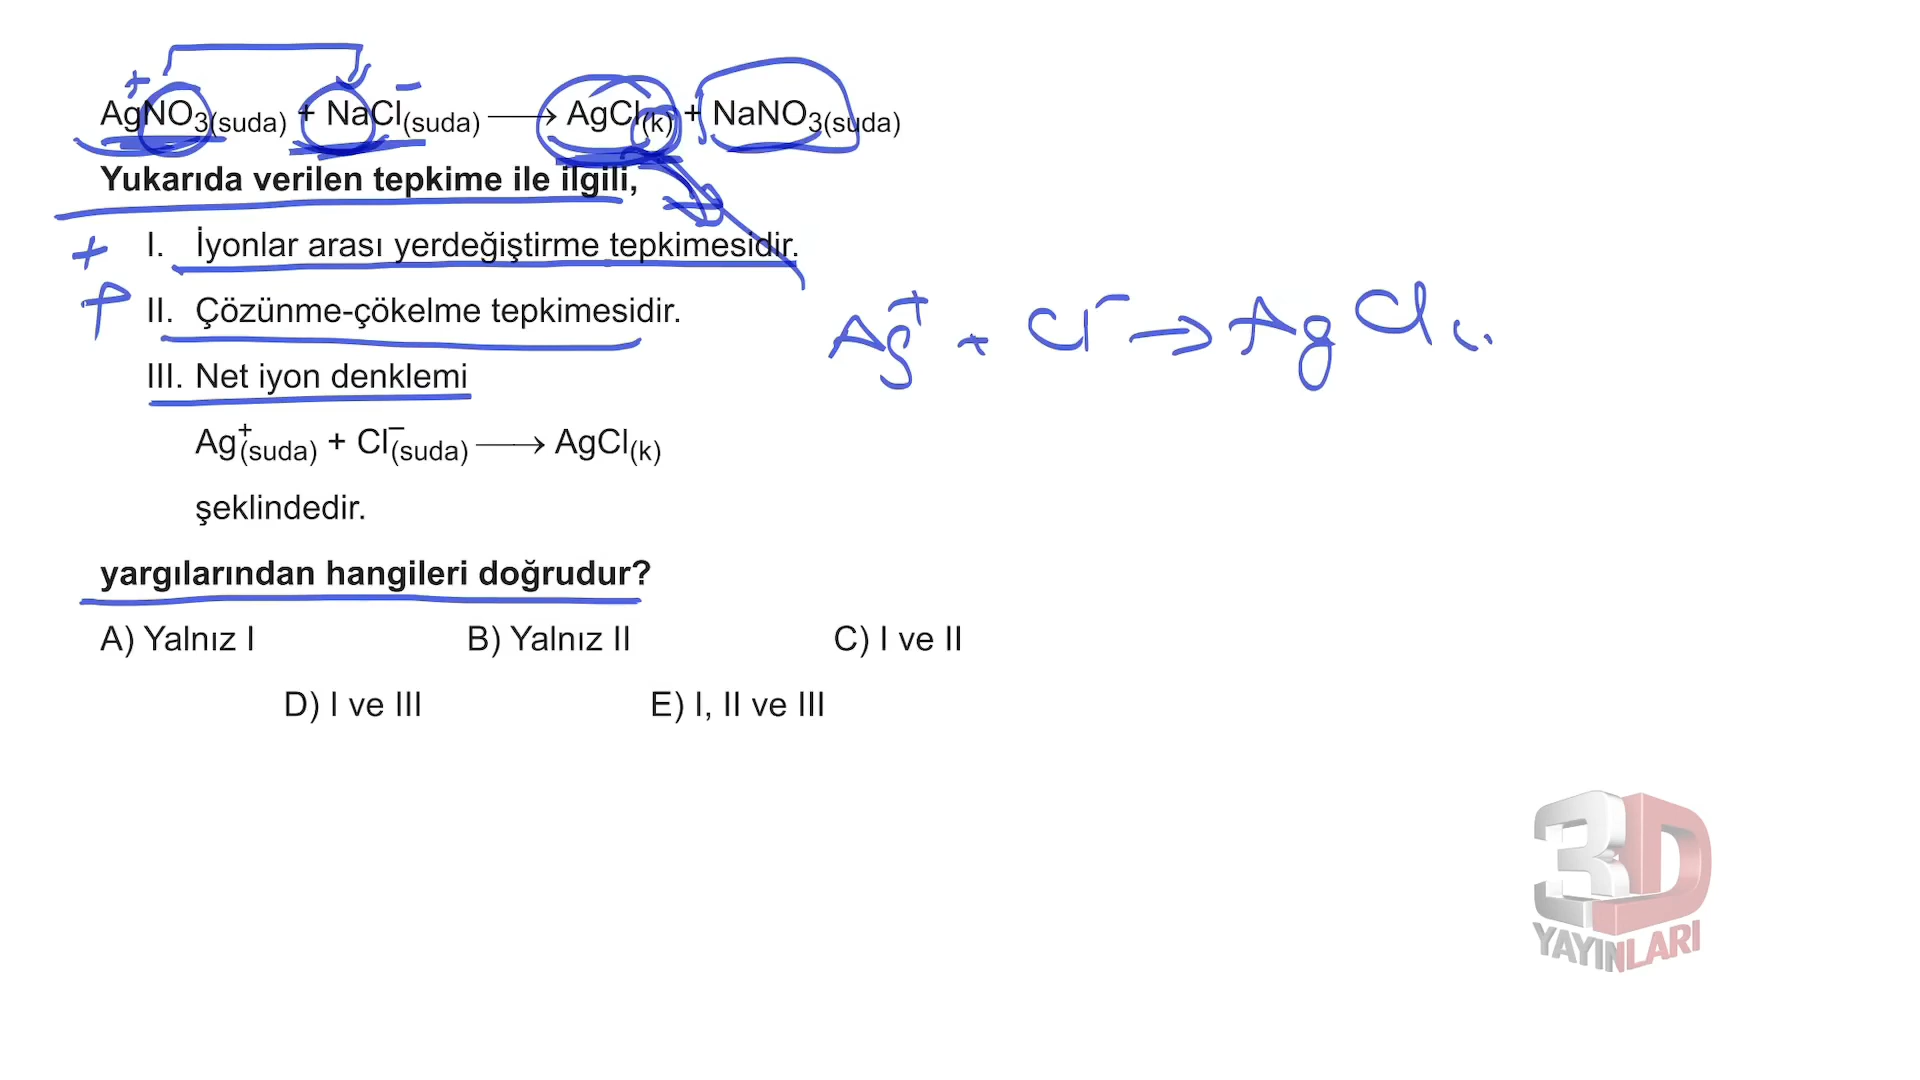 + −
AgNO₃(suda) + NaCl(suda) ⟶ AgCl(k) + NaNO₃(suda)
Yukarıda verilen tepkime ile ilgili,
+ I. İyonlar arası yerdeğiştirme tepkimesidir.
II. Çözünme-çökelme tepkimesidir.
Ag⁺ + Cl⁻ → AgCl
III. Net iyon denklemi
Ag⁺(suda) + Cl⁻(suda) ⟶ AgCl(k)
şeklindedir.
yargılarından hangileri doğrudur?
A) Yalnız I B) Yalnız II C) I ve II
D) I ve III E) I, II ve III
3D
YAYINLARI